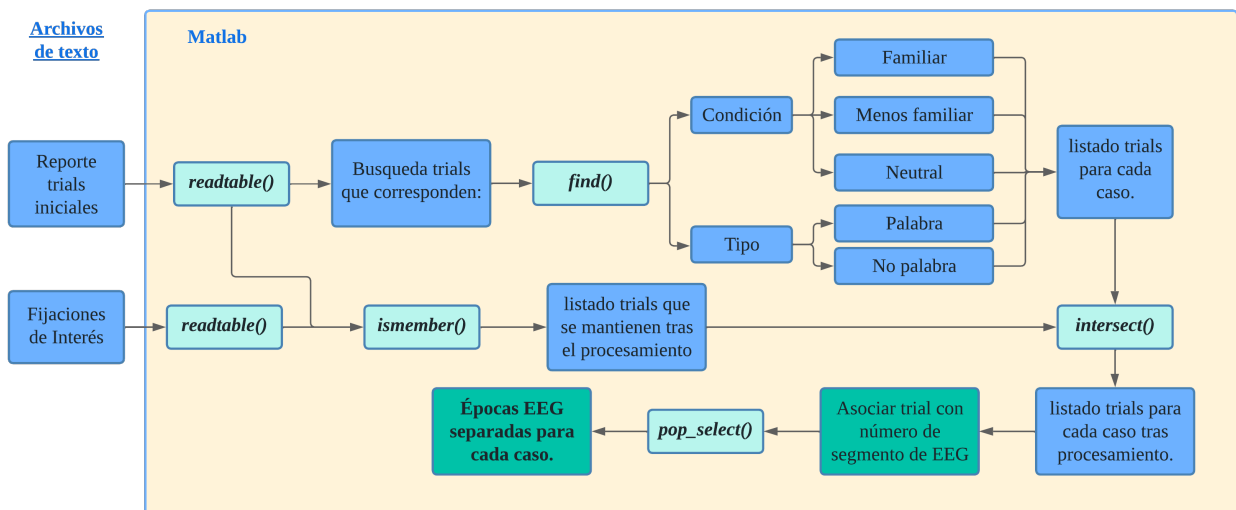 Archivos
de texto
Matlab
Reporte
trials
iniciales
readtable()
Busqueda trials
que corresponden:
find()
Condición
Tipo
Familiar
Menos familiar
Neutral
Palabra
No palabra
listado trials
para cada
caso.
Fijaciones
de Interés
readtable()
ismember()
listado trials que
se mantienen tras
el procesamiento
intersect()
listado trials para
cada caso tras
procesamiento.
Asociar trial con
número de
segmento de EEG
pop_select()
Épocas EEG
separadas para
cada caso.